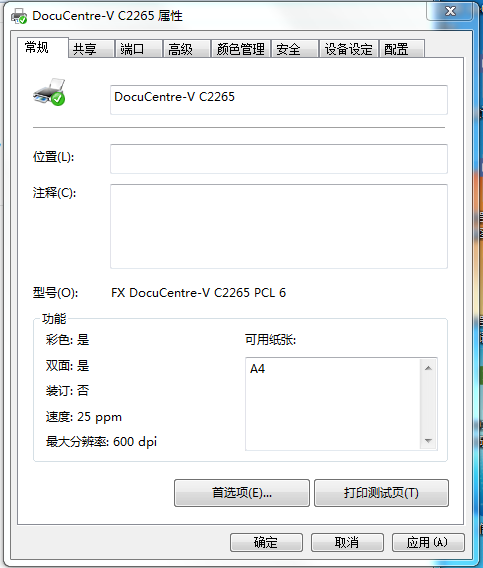 DocuCentre-V C2265 属性
常规 共享 端口 高级 颜色管理 安全 设备设定 配置
DocuCentre-V C2265
位置(L):
注释(C):
型号(O): FX DocuCentre-V C2265 PCL 6
功能
彩色: 是
可用纸张:
双面: 是
A4
装订: 否
速度: 25 ppm
最大分辨率: 600 dpi
首选项(E)... 打印测试页(T)
确定 取消 应用(A)